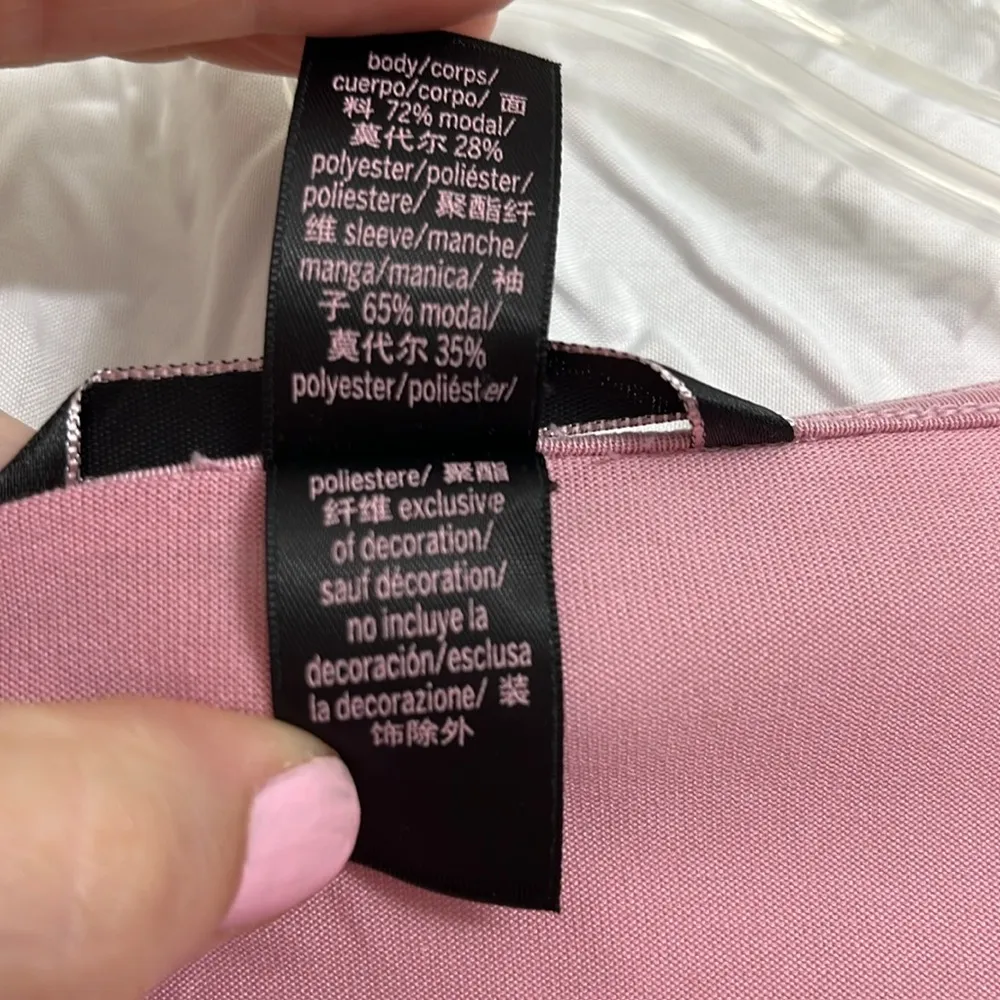 body/corps/
cuerpo/corpo/ 面
料 72% modal/
莫代尔 28%
polyester/poliéster/
poliestere/ 聚酯纤
维 sleeve/manche/
manga/manica/ 袖
子 65% modal/
莫代尔 35%
polyester/poliéster/
poliestere/ 聚酯
纤维 exclusive
of decoration/
sauf décoration/
no incluye la
decoración/esclusa
la decorazione/ 装
饰除外